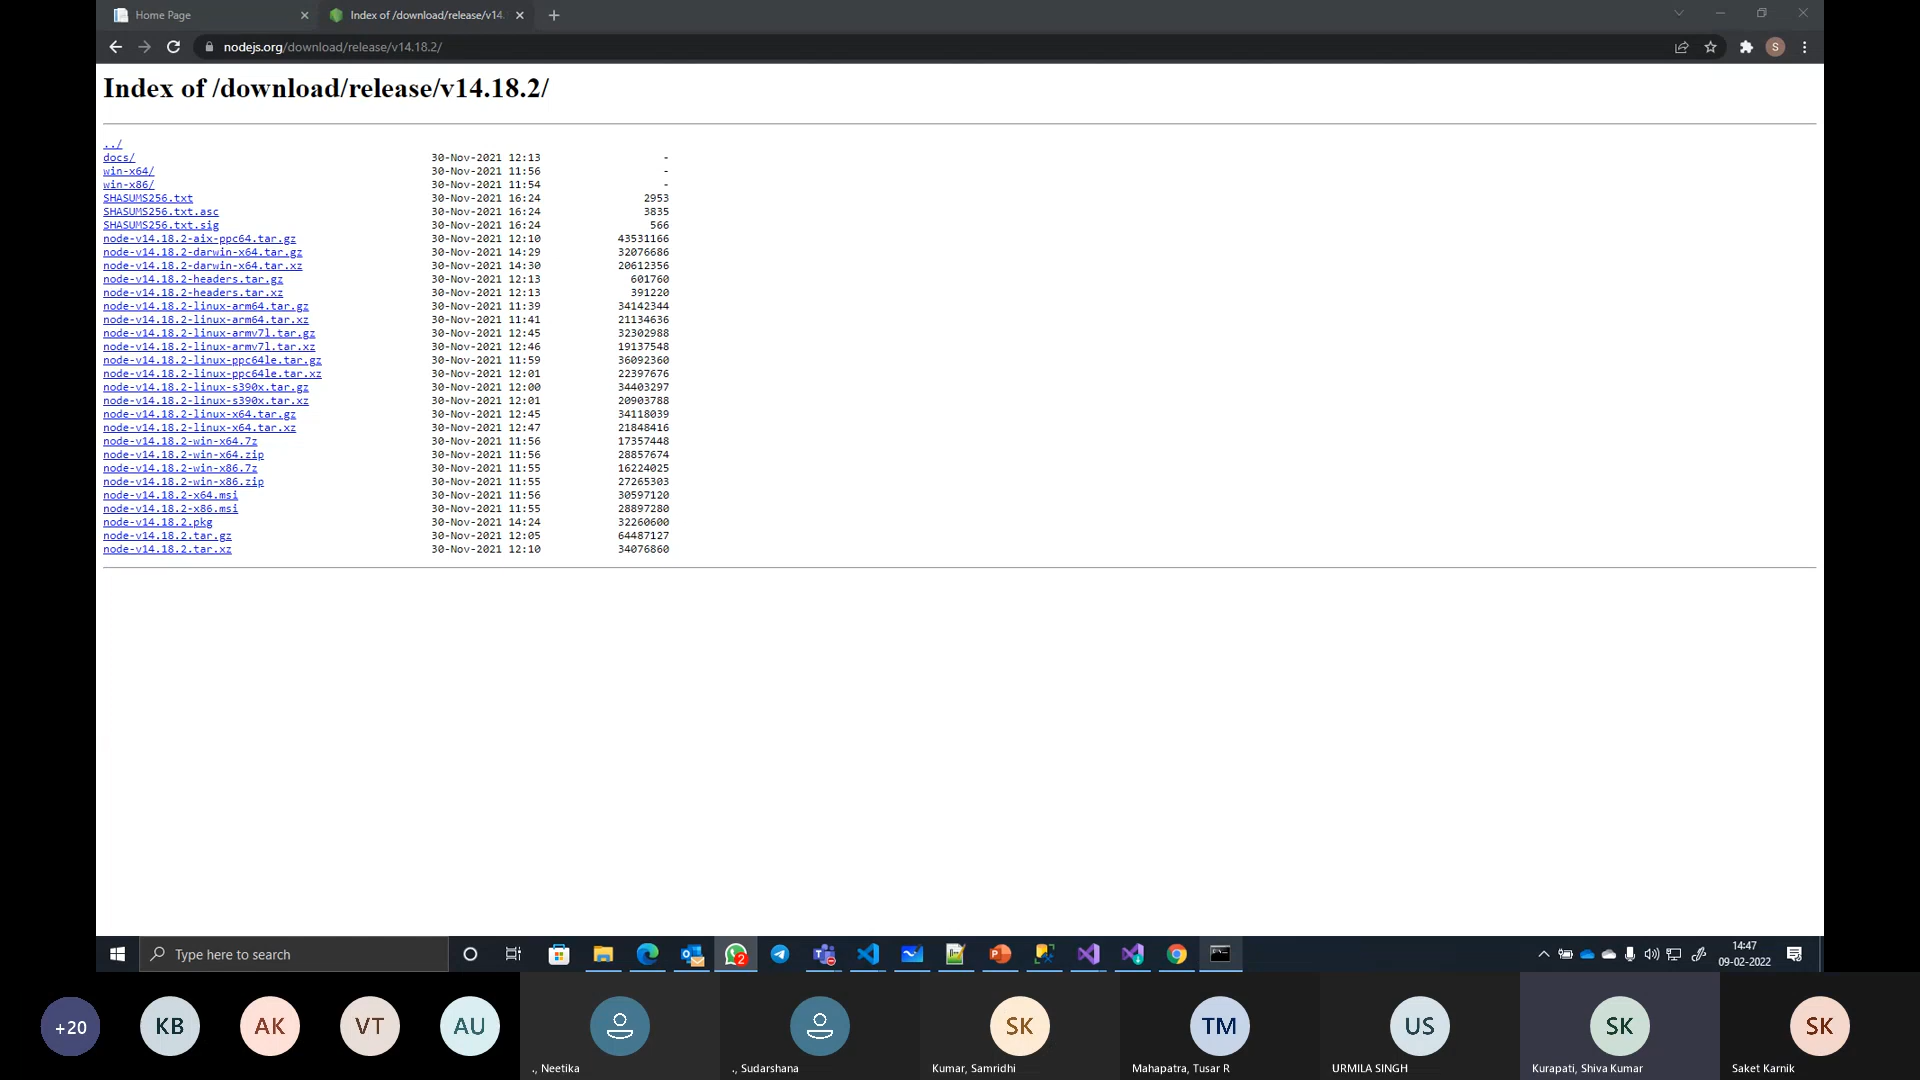 Home Page
Index of /download/release/v14.
nodejs.org/download/release/v14.18.2/
S
Index of /download/release/v14.18.2/
../
docs/ 30-Nov-2021 12:13 -
win-x64/ 30-Nov-2021 11:56 -
win-x86/ 30-Nov-2021 11:54 -
SHASUMS256.txt 30-Nov-2021 16:24 2953
SHASUMS256.txt.asc 30-Nov-2021 16:24 3835
SHASUMS256.txt.sig 30-Nov-2021 16:24 566
node-v14.18.2-aix-ppc64.tar.gz 30-Nov-2021 12:10 43531166
node-v14.18.2-darwin-x64.tar.gz 30-Nov-2021 14:29 32076686
node-v14.18.2-darwin-x64.tar.xz 30-Nov-2021 14:30 20612356
node-v14.18.2-headers.tar.gz 30-Nov-2021 12:13 601760
node-v14.18.2-headers.tar.xz 30-Nov-2021 12:13 391220
node-v14.18.2-linux-arm64.tar.gz 30-Nov-2021 11:39 34142344
node-v14.18.2-linux-arm64.tar.xz 30-Nov-2021 11:41 21134636
node-v14.18.2-linux-armv7l.tar.gz 30-Nov-2021 12:45 32302988
node-v14.18.2-linux-armv7l.tar.xz 30-Nov-2021 12:46 19137548
node-v14.18.2-linux-ppc64le.tar.gz 30-Nov-2021 11:59 36092360
node-v14.18.2-linux-ppc64le.tar.xz 30-Nov-2021 12:01 22397676
node-v14.18.2-linux-s390x.tar.gz 30-Nov-2021 12:00 34403297
node-v14.18.2-linux-s390x.tar.xz 30-Nov-2021 12:01 20903788
node-v14.18.2-linux-x64.tar.gz 30-Nov-2021 12:45 34118039
node-v14.18.2-linux-x64.tar.xz 30-Nov-2021 12:47 21848416
node-v14.18.2-win-x64.7z 30-Nov-2021 11:56 17357448
node-v14.18.2-win-x64.zip 30-Nov-2021 11:56 28857674
node-v14.18.2-win-x86.7z 30-Nov-2021 11:55 16224025
node-v14.18.2-win-x86.zip 30-Nov-2021 11:55 27265303
node-v14.18.2-x64.msi 30-Nov-2021 11:56 30597120
node-v14.18.2-x86.msi 30-Nov-2021 11:55 28897280
node-v14.18.2.pkg 30-Nov-2021 14:24 32260600
node-v14.18.2.tar.gz 30-Nov-2021 12:05 64487127
node-v14.18.2.tar.xz 30-Nov-2021 12:10 34076860
Type here to search
2
14:47
09-02-2022
+20
KB
AK
VT
AU
SK
TM
US
SK
SK
., Neetika
., Sudarshana
Kumar, Samridhi
Mahapatra, Tusar R
URMILA SINGH
Kurapati, Shiva Kumar
Saket Karnik